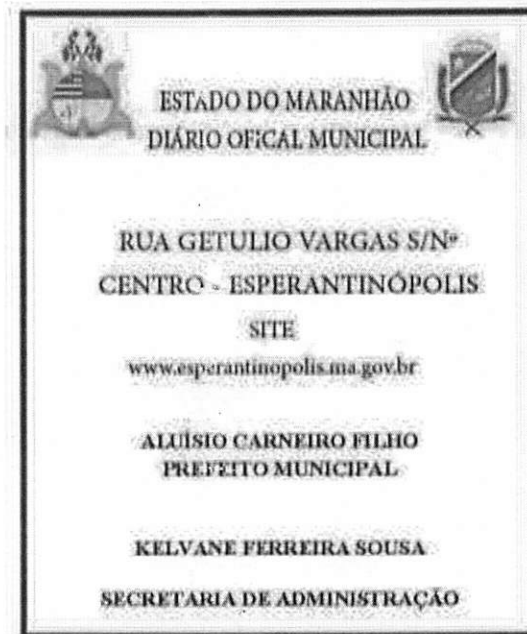 ESTADO DO MARANHÃO
DIÁRIO OFICAL MUNICIPAL
RUA GETULIO VARGAS S/Nº
CENTRO - ESPERANTINÓPOLIS
SITE
www.esperantinopolis.ma.gov.br
ALUÍSIO CARNEIRO FILHO
PREFEITO MUNICIPAL
KELVANE FERREIRA SOUSA
SECRETARIA DE ADMINISTRAÇÃO